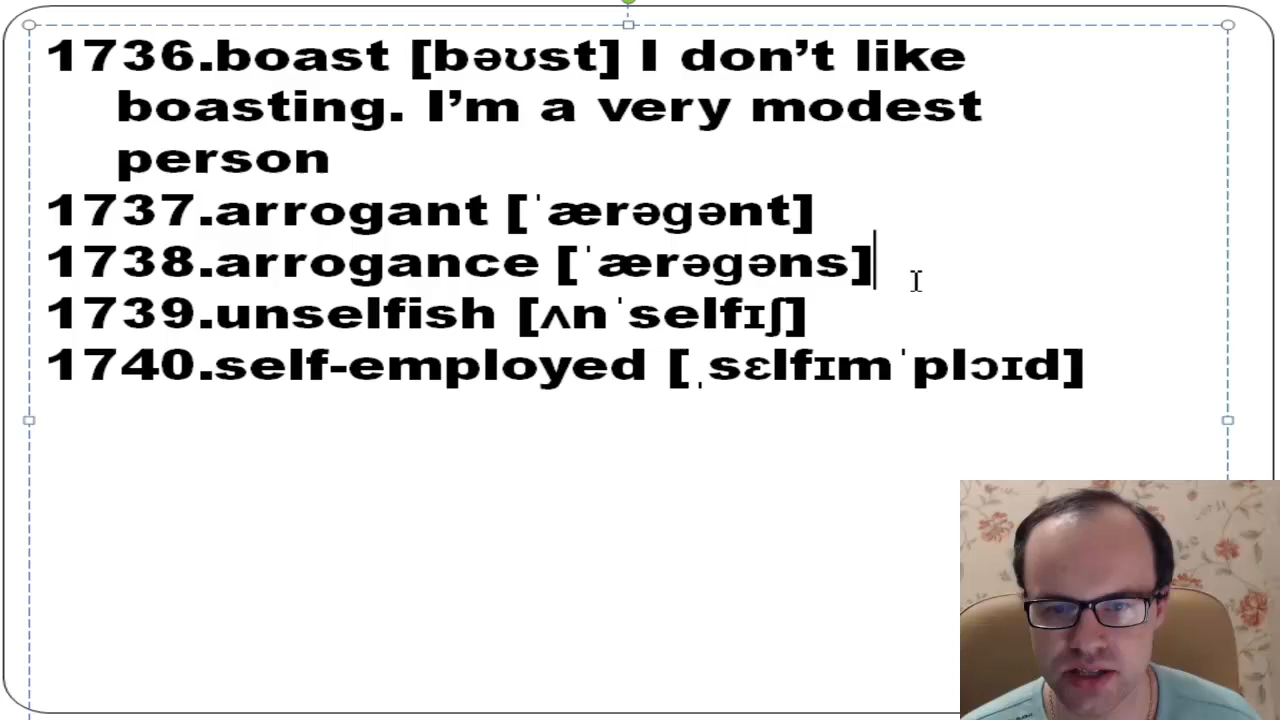 1736.boast [bəʊst] I don’t like
boasting. I’m a very modest
person
1737.arrogant [ˈærəgənt]
1738.arrogance [ˈærəgəns]
1739.unselfish [ʌnˈselfɪʃ]
1740.self-employed [ˌsɛlfɪmˈplɔɪd]